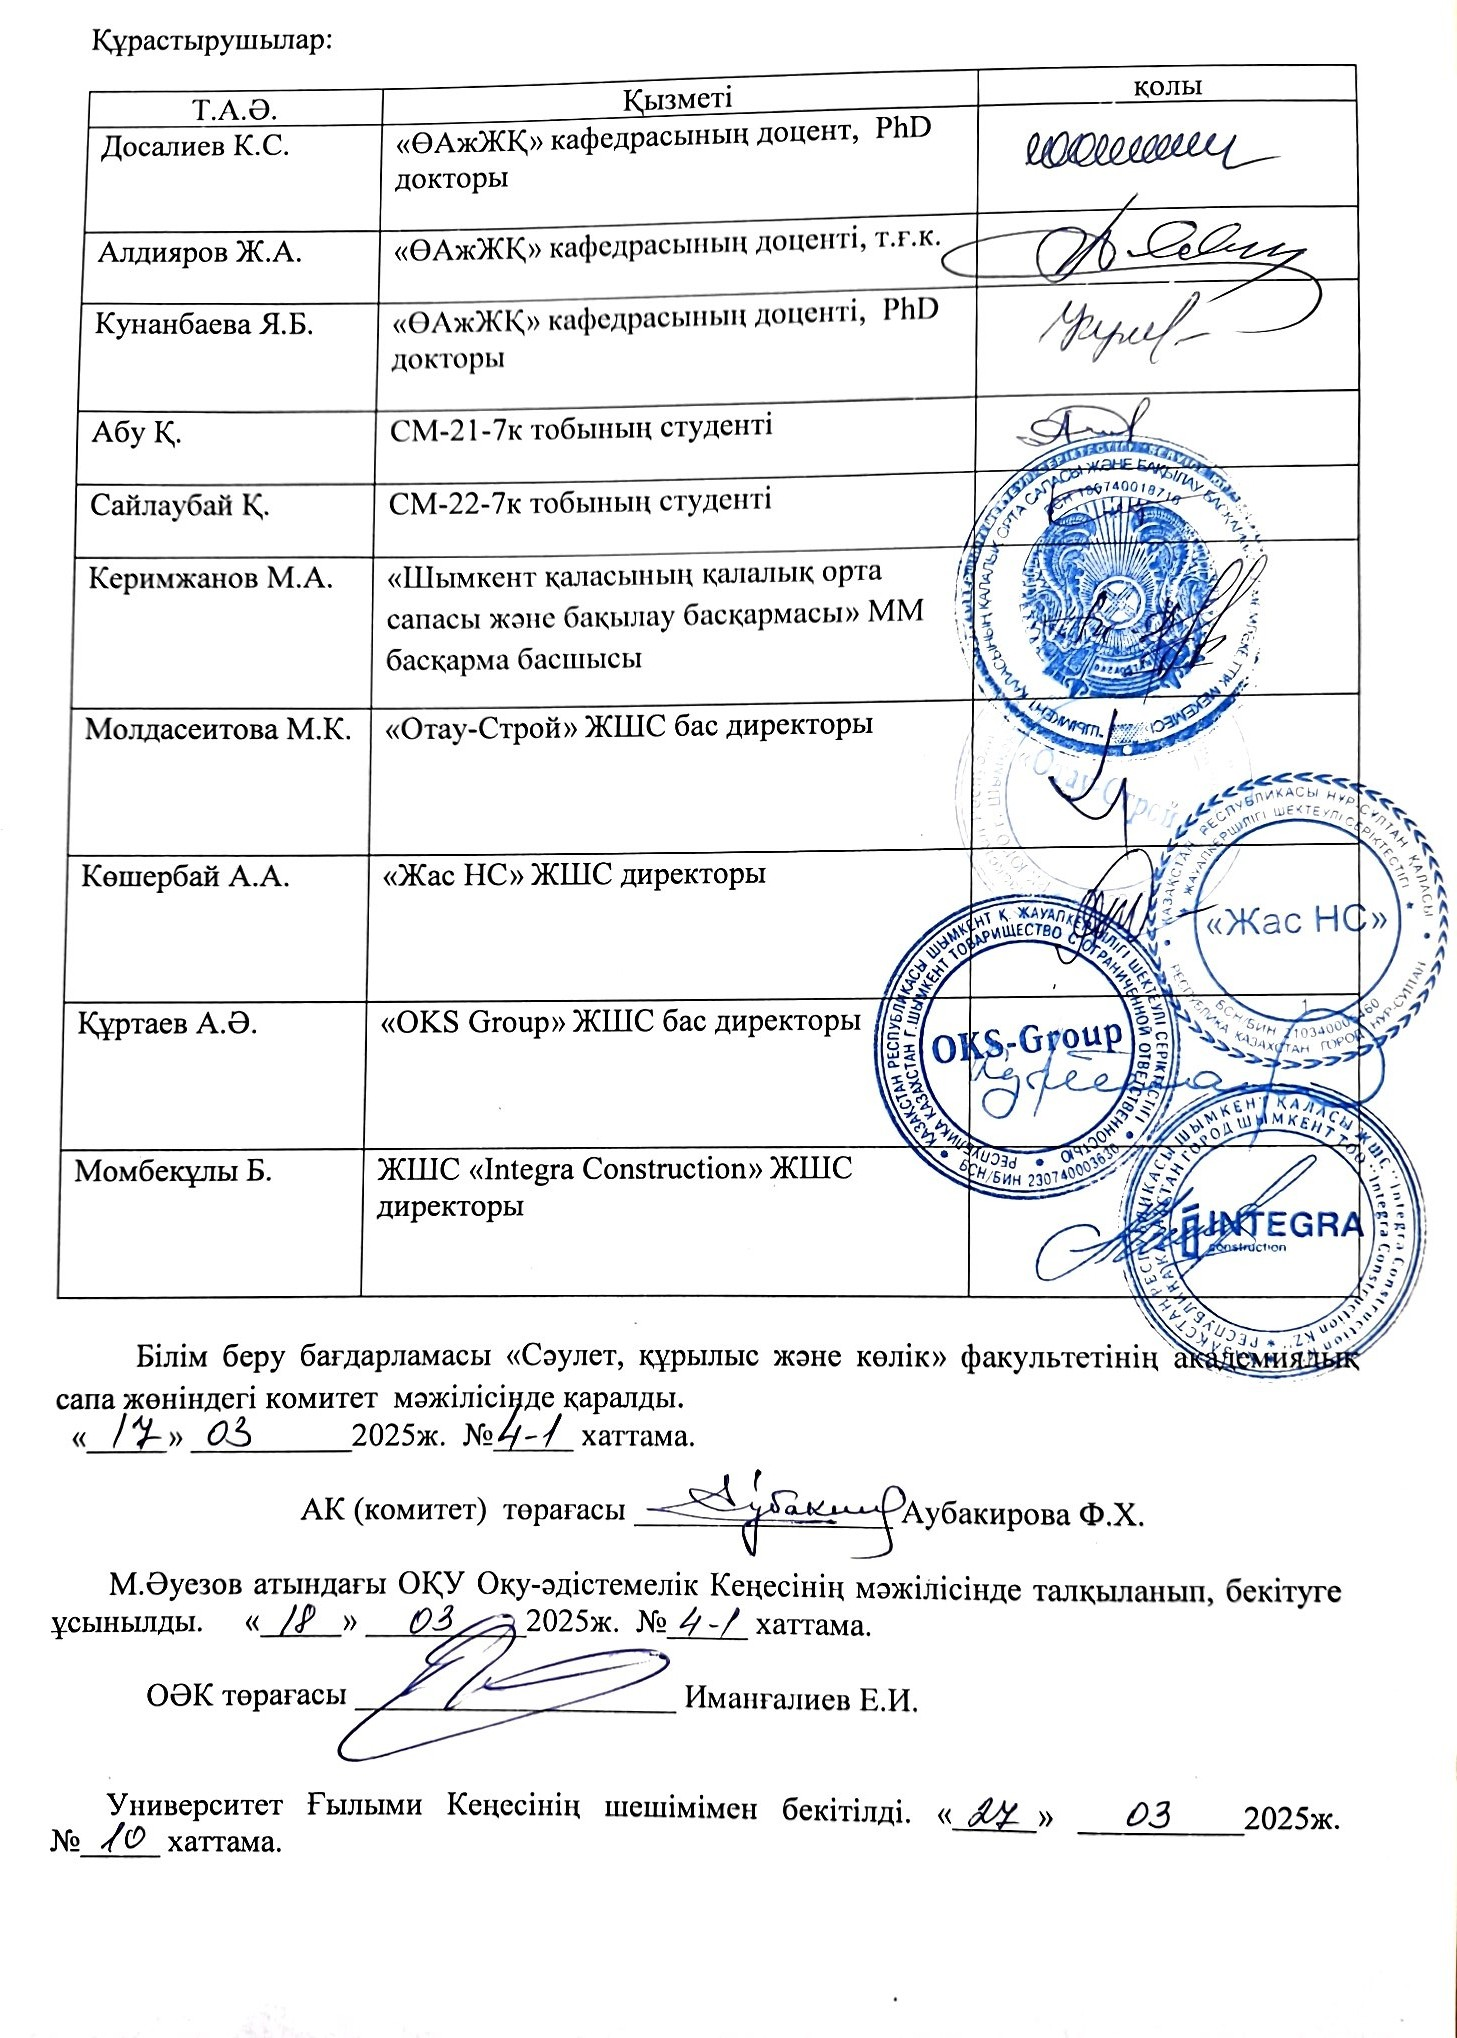 Құрастырушылар:
Т.А.Ә. Қызметі қолы
Досалиев К.С. «ӨАжЖҚ» кафедрасының доцент, PhD
докторы
Алдияров Ж.А. «ӨАжЖҚ» кафедрасының доценті, т.ғ.к.
Кунанбаева Я.Б. «ӨАжЖҚ» кафедрасының доценті, PhD
докторы
Абу Қ. СМ-21-7к тобының студенті
Сайлаубай Қ. СМ-22-7к тобының студенті
Керимжанов М.А. «Шымкент қаласының қалалық орта
сапасы және бақылау басқармасы» ММ
басқарма басшысы
Молдасеитова М.К. «Отау-Строй» ЖШС бас директоры
«Отау-Строй
Көшербай А.А. «Жас НС» ЖШС директоры
«Жас НС»
Құртаев А.Ә. «OKS Group» ЖШС бас директоры
OKS-Group
БСН/БИН 230740003630
Момбекұлы Б. ЖШС «Integra Construction» ЖШС
директоры
INTEGRA
construction
Білім беру бағдарламасы «Сәулет, құрылыс және көлік» факультетінің академиялық
сапа жөніндегі комитет мәжілісінде қаралды.
«17» 03 2025ж. №4-1 хаттама.
АК (комитет) төрағасы Аубакирова Ф.Х.
М.Әуезов атындағы ОҚУ Оқу-әдістемелік Кеңесінің мәжілісінде талқыланып, бекітуге
ұсынылды. «18» 03 2025ж. №4-1 хаттама.
ОӘК төрағасы Иманғалиев Е.И.
Университет Ғылыми Кеңесінің шешімімен бекітілді. «27» 03 2025ж.
№10 хаттама.